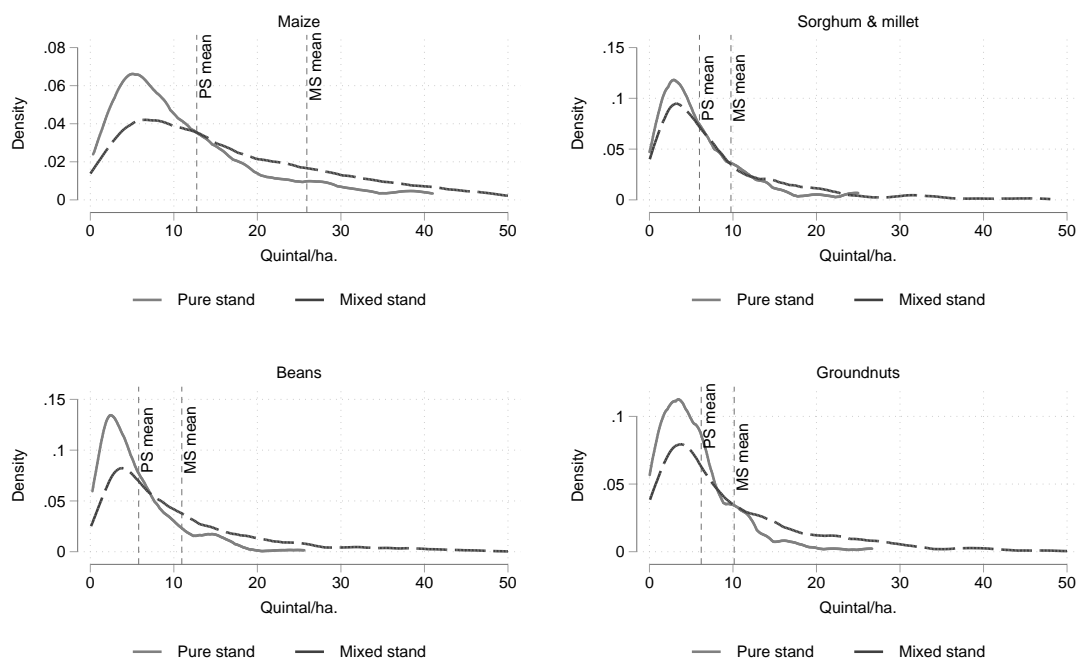 Maize
Density
.08
.06
.04
.02
0
PS mean
MS mean
0 10 20 30 40 50
Quintal/ha.
Pure stand Mixed stand
Sorghum & millet
Density
.15
.1
.05
0
PS mean
MS mean
0 10 20 30 40 50
Quintal/ha.
Pure stand Mixed stand
Beans
Density
.15
.1
.05
0
PS mean
MS mean
0 10 20 30 40 50
Quintal/ha.
Pure stand Mixed stand
Groundnuts
Density
.1
.05
0
PS mean
MS mean
0 10 20 30 40 50
Quintal/ha.
Pure stand Mixed stand